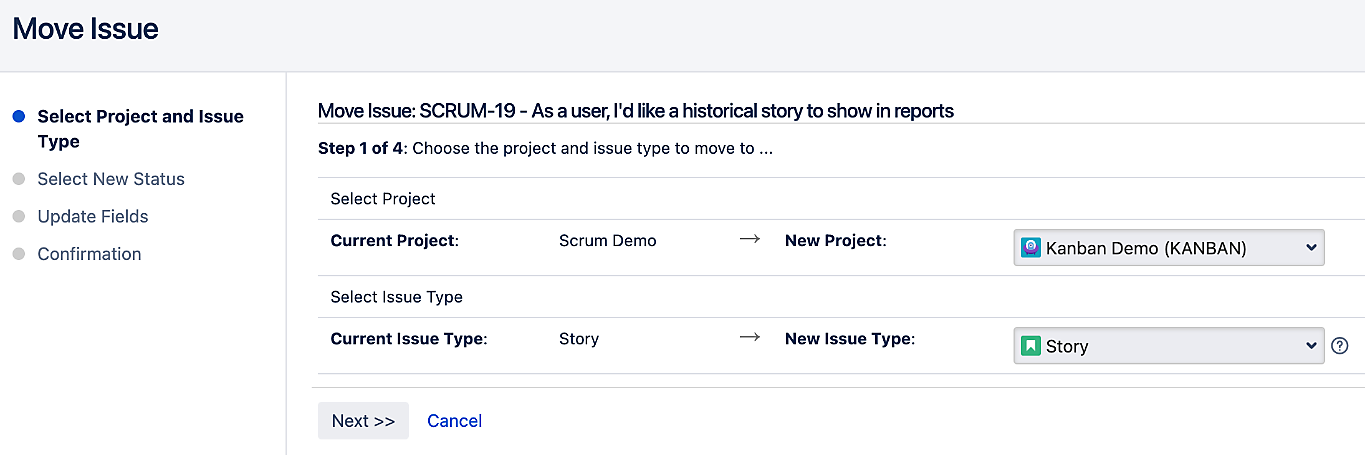 Move Issue
Select Project and Issue
Type
Select New Status
Update Fields
Confirmation
Move Issue: SCRUM-19 - As a user, I'd like a historical story to show in reports
Step 1 of 4: Choose the project and issue type to move to ...
Select Project
Current Project: Scrum Demo → New Project: Kanban Demo (KANBAN)
Select Issue Type
Current Issue Type: Story → New Issue Type: Story ?
Next >> Cancel